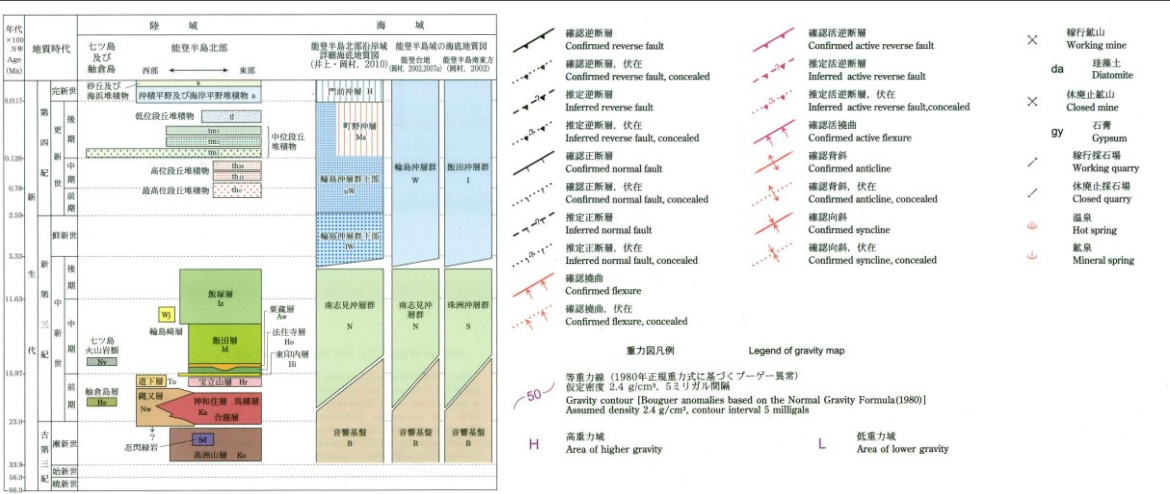 年代
×100
万年
Age
(Ma)
地質時代
陸 域
海 域
七ツ島
及び
舳倉島
能登半島北部
西部
東部
能登半島北部沿岸域
詳細海底地質図
(井上・岡村, 2010)
能登半島域の海底地質図
能登台地
(岡村, 2002,2007a)
能登半島南東方
(岡村, 2002)
0.0117
0.126
0.78
2.59
5.33
11.63
15.97
23.0
33.9
56.0
66.0
新
生
代
第
四
紀
新
第
三
紀
古
第
三
紀
完新世
更
新
世
後
期
中
期
前
期
鮮新世
中
新
世
後
期
中
期
前
期
漸新世
始新世
暁新世
砂丘及び
海浜堆積物
沖積平野及び海岸平野堆積物 a
低位段丘堆積物
tl
tm₃
tm₂
tm₁
中位段丘
堆積物
高位段丘堆積物
最高位段丘堆積物
飯塚層
Iz
Wj
輪島崎層
飯田層
Id
粟蔵層
Aw
法住寺層
Ho
東印内層
Hi
七ツ島
火山岩類
Nv
舳倉島層
He
道下層
To
宝立山層 Hr
縄又層
Nw
神和住層 馬緤層
Ka
合鹿層
?
忍閃緑岩
Sd
高洲山層 Ko
門前沖層 H
町野沖層
Ma
輪島沖層群上部
uW
輪島沖層群下部
lW
南志見沖層群
N
音響基盤
B
輪島沖層群
W
南志見沖
層群
N
音響基盤
B
飯田沖層群
I
珠洲沖層群
S
音響基盤
B
確認逆断層
Confirmed reverse fault
確認逆断層, 伏在
Confirmed reverse fault, concealed
推定逆断層
Inferred reverse fault
推定逆断層, 伏在
Inferred reverse fault, concealed
確認正断層
Confirmed normal fault
確認正断層, 伏在
Confirmed normal fault, concealed
推定正断層
Inferred normal fault
推定正断層, 伏在
Inferred normal fault, concealed
確認撓曲
Confirmed flexure
確認撓曲, 伏在
Confirmed flexure, concealed
確認活逆断層
Confirmed active reverse fault
推定活逆断層
Inferred active reverse fault
推定活逆断層, 伏在
Inferred active reverse fault,concealed
確認活撓曲
Confirmed active flexure
確認背斜
Confirmed anticline
確認背斜, 伏在
Confirmed anticline, concealed
確認向斜
Confirmed syncline
確認向斜, 伏在
Confirmed syncline, concealed
稼行鉱山
Working mine
da
珪藻土
Diatomite
休廃止鉱山
Closed mine
gy
石膏
Gypsum
稼行採石場
Working quarry
休廃止採石場
Closed quarry
温泉
Hot spring
鉱泉
Mineral spring
重力図凡例 Legend of gravity map
50
等重力線 (1980年正規重力式に基づくブーゲー異常)
仮定密度 2.4 g/cm³, 5ミリガル間隔
Gravity contour [Bouguer anomalies based on the Normal Gravity Formula(1980)]
Assumed density 2.4 g/cm³, contour interval 5 milligals
H
高重力域
Area of higher gravity
L
低重力域
Area of lower gravity